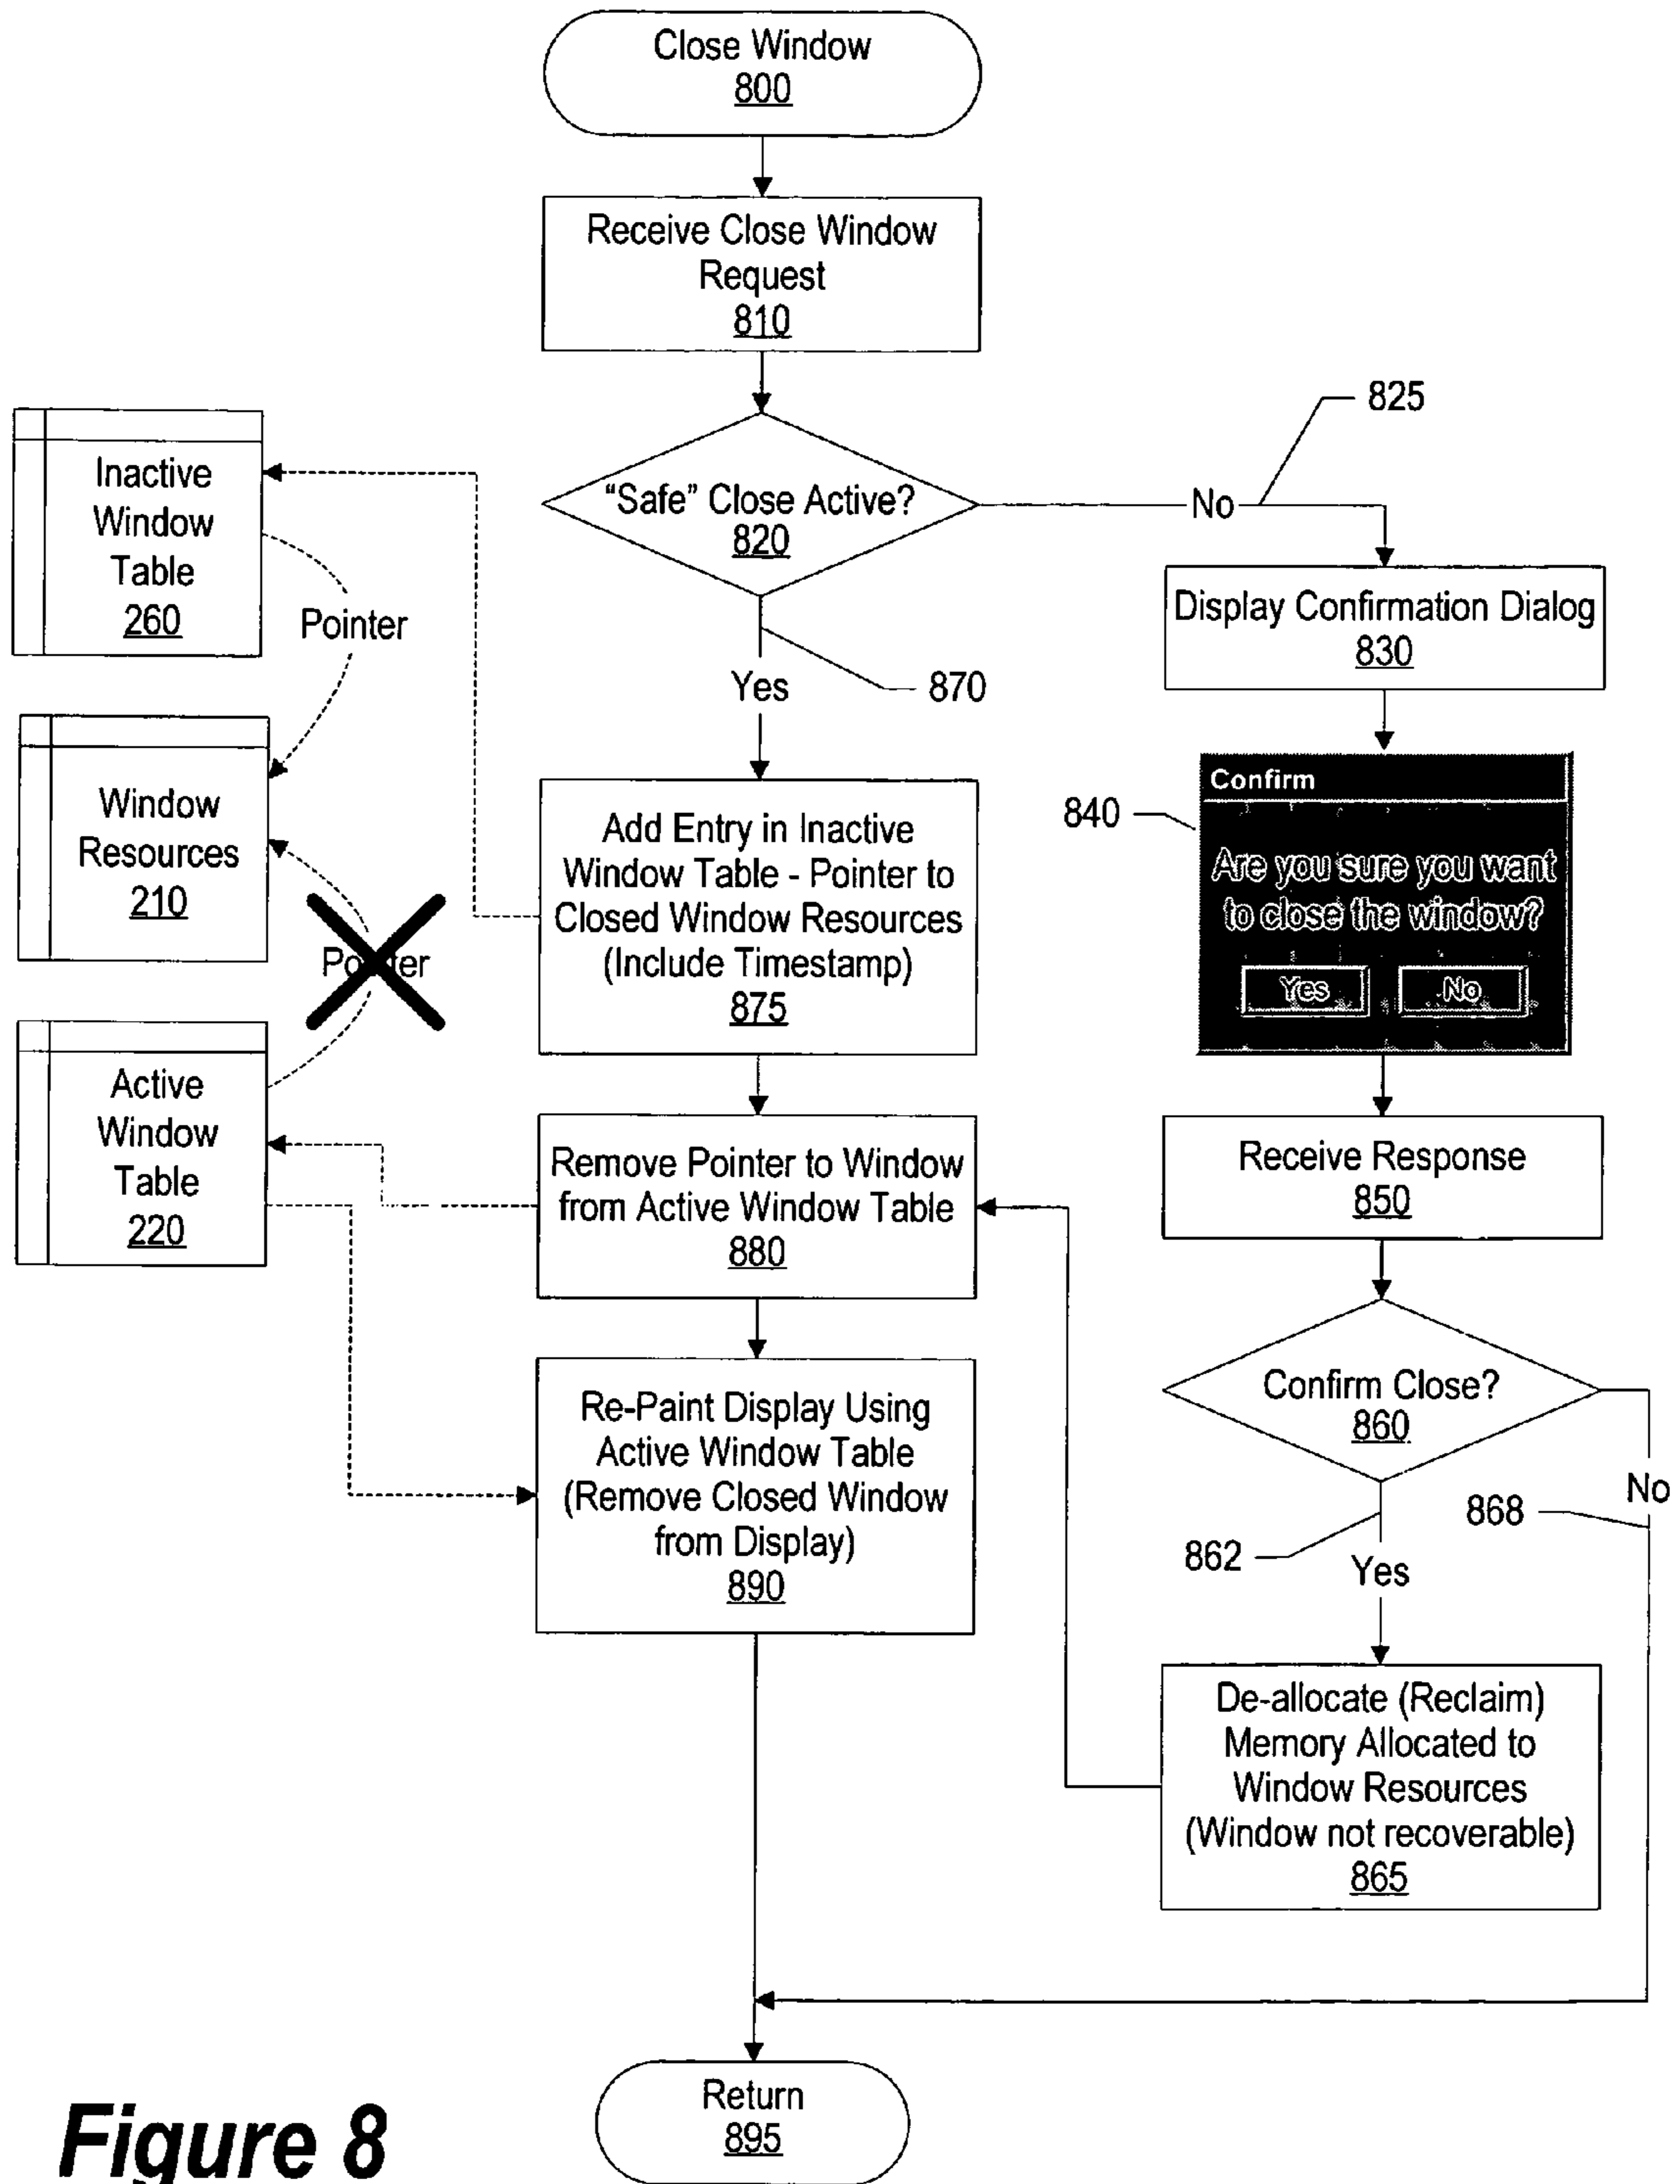 Close Window
800
Receive Close Window
Request
810
825
"Safe" Close Active?
820
No
Inactive
Window
Table
260
Pointer
Display Confirmation Dialog
830
Yes
870
Window
Resources
210
Add Entry in Inactive
Window Table - Pointer to
Closed Window Resources
(Include Timestamp)
875
840
Confirm
Are you sure you want
to close the window?
Yes
No
Pointer
Active
Window
Table
220
Remove Pointer to Window
from Active Window Table
880
Receive Response
850
Re-Paint Display Using
Active Window Table
(Remove Closed Window
from Display)
890
Confirm Close?
860
No
868
862
Yes
De-allocate (Reclaim)
Memory Allocated to
Window Resources
(Window not recoverable)
865
Return
895
Figure 8